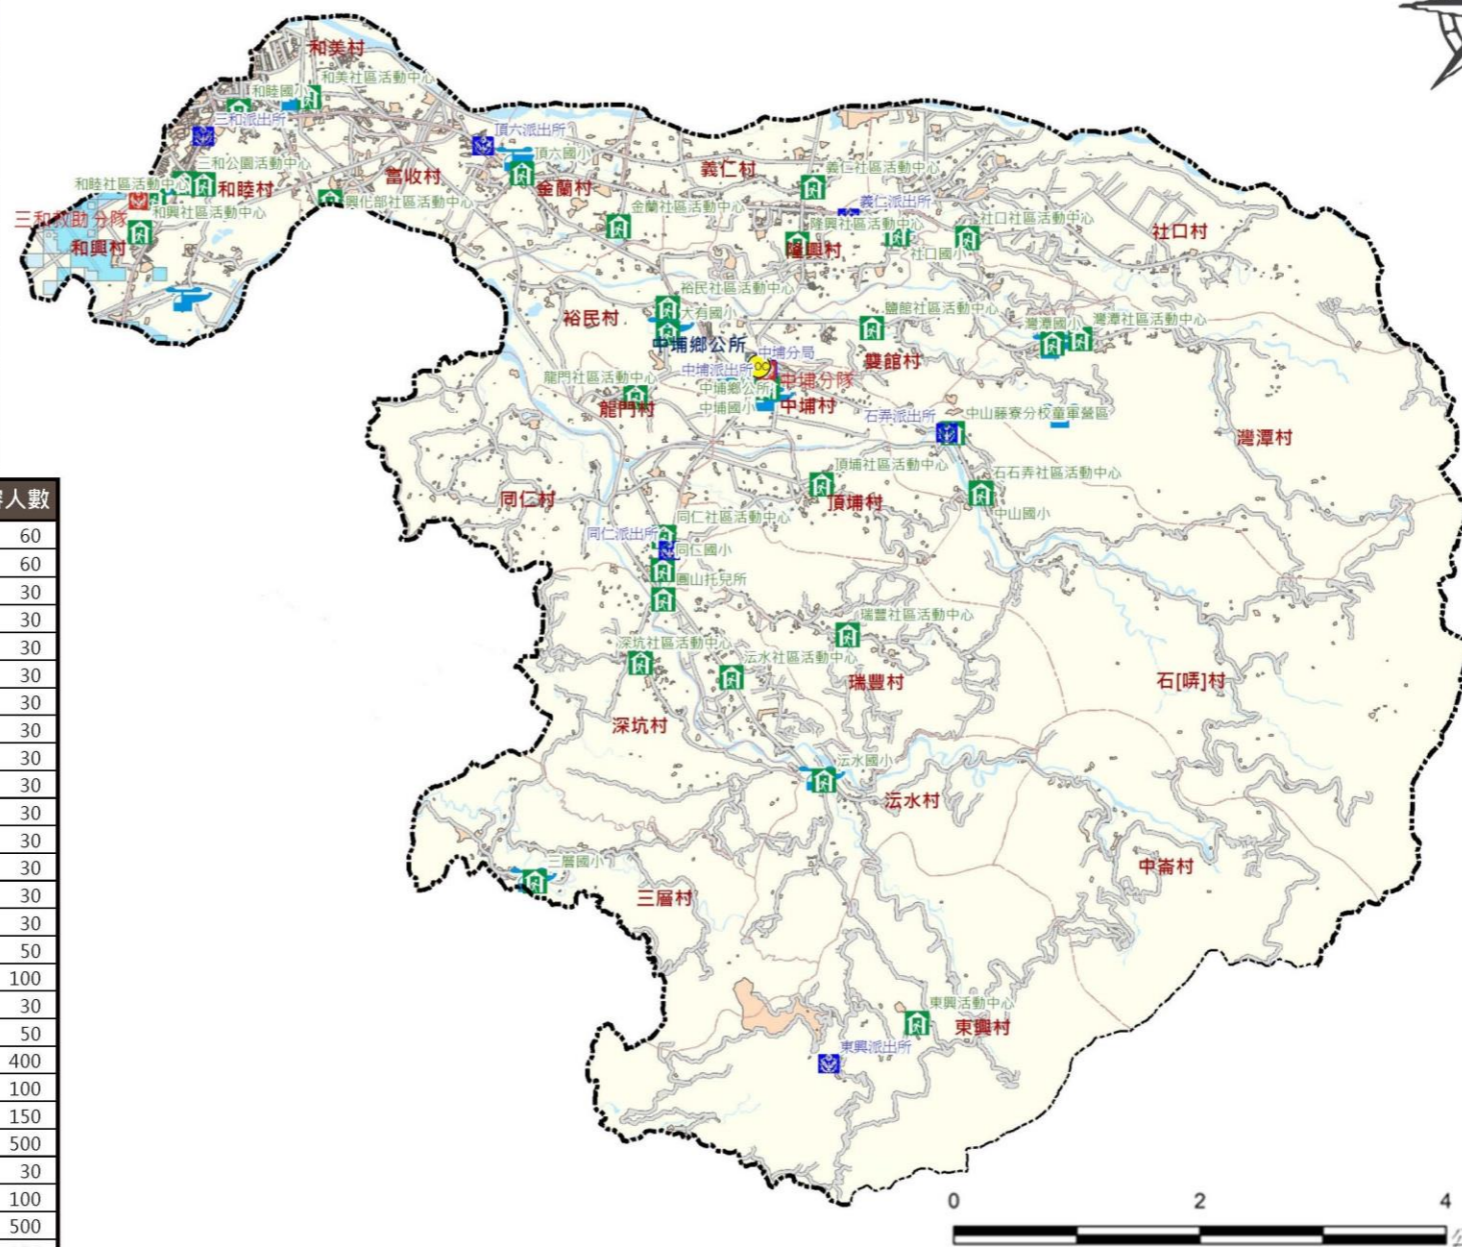 和美村
和美社區活動中心
和睦國小
三和派出所
頂六派出所
頂六國小
三和公園活動中心
和睦社區活動中心
和睦村
富收村
金蘭村
義仁村
義仁社區活動中心
興化部社區活動中心
和興社區活動中心
三和救助分隊
和興村
金蘭社區活動中心
義仁派出所
隆興社區活動中心
社口社區活動中心
社口村
隆興村
社口國小
裕民社區活動中心
裕民村
大有國小
鹽館社區活動中心
灣潭國小
灣潭社區活動中心
中埔鄉公所
中埔分局
雙館村
中埔派出所
龍門社區活動中心
中埔分隊
中埔鄉公所
龍門村
中埔國小
中埔村
石弄派出所
中山藤寮分校童軍營區
灣潭村
頂埔社區活動中心
石石弄社區活動中心
同仁村
頂埔村
中山國小
同仁社區活動中心
同仁派出所
同仁國小
圓山托兒所
瑞豐社區活動中心
深坑社區活動中心
沄水社區活動中心
瑞豐村
石[哢]村
深坑村
沄水國小
沄水村
三層國小
中崙村
三層村
東興活動中心
東興村
東興派出所
人數
60
60
30
30
30
30
30
30
30
30
30
30
30
30
30
50
100
30
50
400
100
150
500
30
100
500
0 2 4